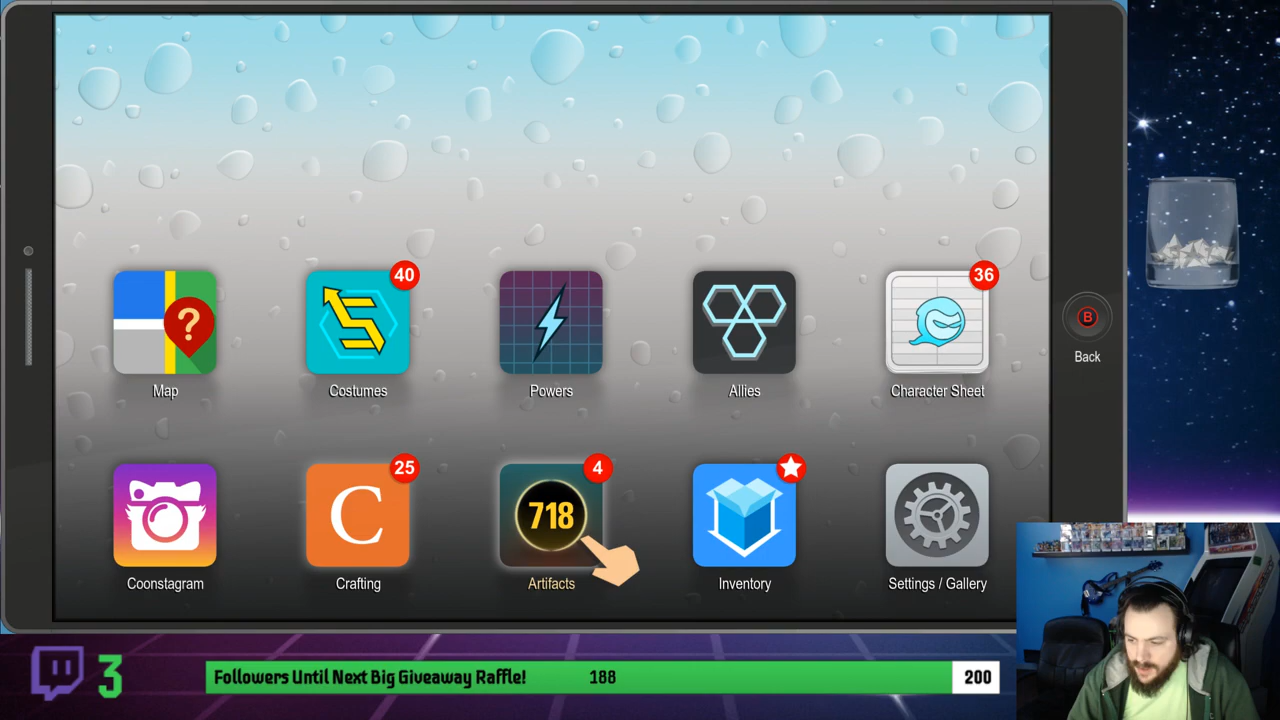 40
36
?
B
Back
Map
Costumes
Powers
Allies
Character Sheet
25
4
C
718
Coonstagram
Crafting
Artifacts
Inventory
Settings / Gallery
3
Followers Until Next Big Giveaway Raffle!
188
200